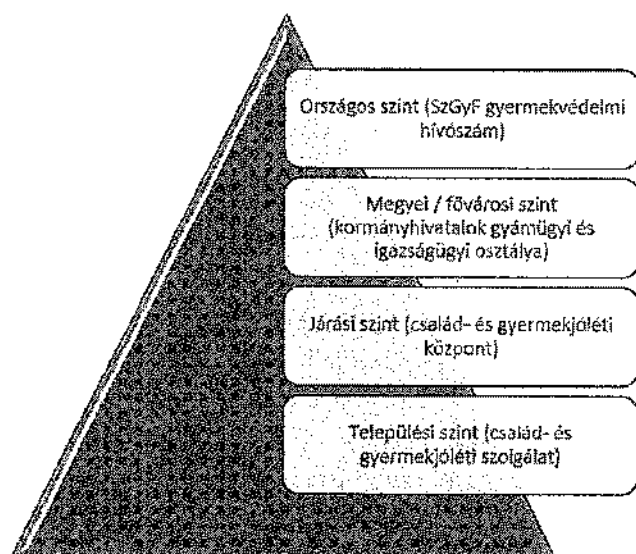 Országos szint (SzGyF gyermekvédelmi
hívószám)
Megyei / fővárosi szint
(kormányhivatalok gyámügyi és
igazságügyi osztálya)
Járási szint (család- és gyermekjóléti
központ)
Települési szint (család- és
gyermekjóléti szolgálat)